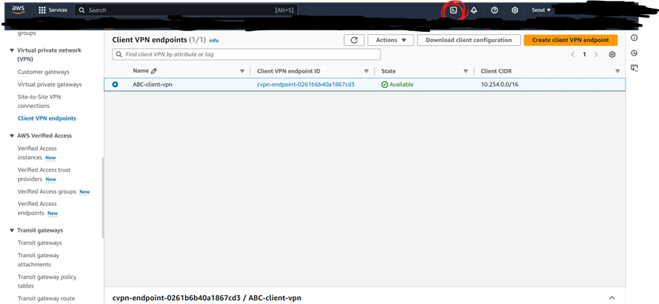 aws
Services
Search
[Alt+S]
Seoul
groups
Virtual private network
(VPN)
Customer gateways
Virtual private gateways
Site-to-Site VPN
connections
Client VPN endpoints
AWS Verified Access
Verified Access
instances New
Verified Access trust
providers New
Verified Access groups New
Verified Access
endpoints New
Transit gateways
Transit gateways
Transit gateway
attachments
Transit gateway policy
tables
Transit gateway route
Client VPN endpoints (1/1) Info
Actions
Download client configuration
Create client VPN endpoint
Find client VPN by attribute or tag
1
Name
Client VPN endpoint ID
State
Client CIDR
ABC-client-vpn
cvpn-endpoint-0261b6b40a1867cd3
Available
10.254.0.0/16
cvpn-endpoint-0261b6b40a1867cd3 / ABC-client-vpn